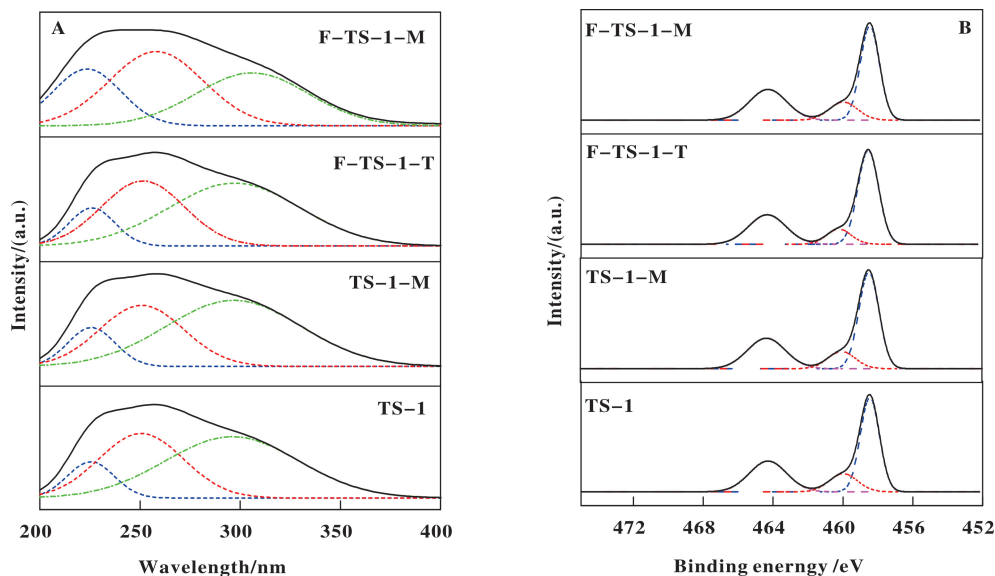 A
F-TS-1-M
F-TS-1-T
TS-1-M
TS-1
Intensity/(a.u.)
200 250 300 350 400
Wavelength/nm
B
F-TS-1-M
F-TS-1-T
TS-1-M
TS-1
Intensity/(a.u.)
472 468 464 460 456 452
Binding enerngy /eV